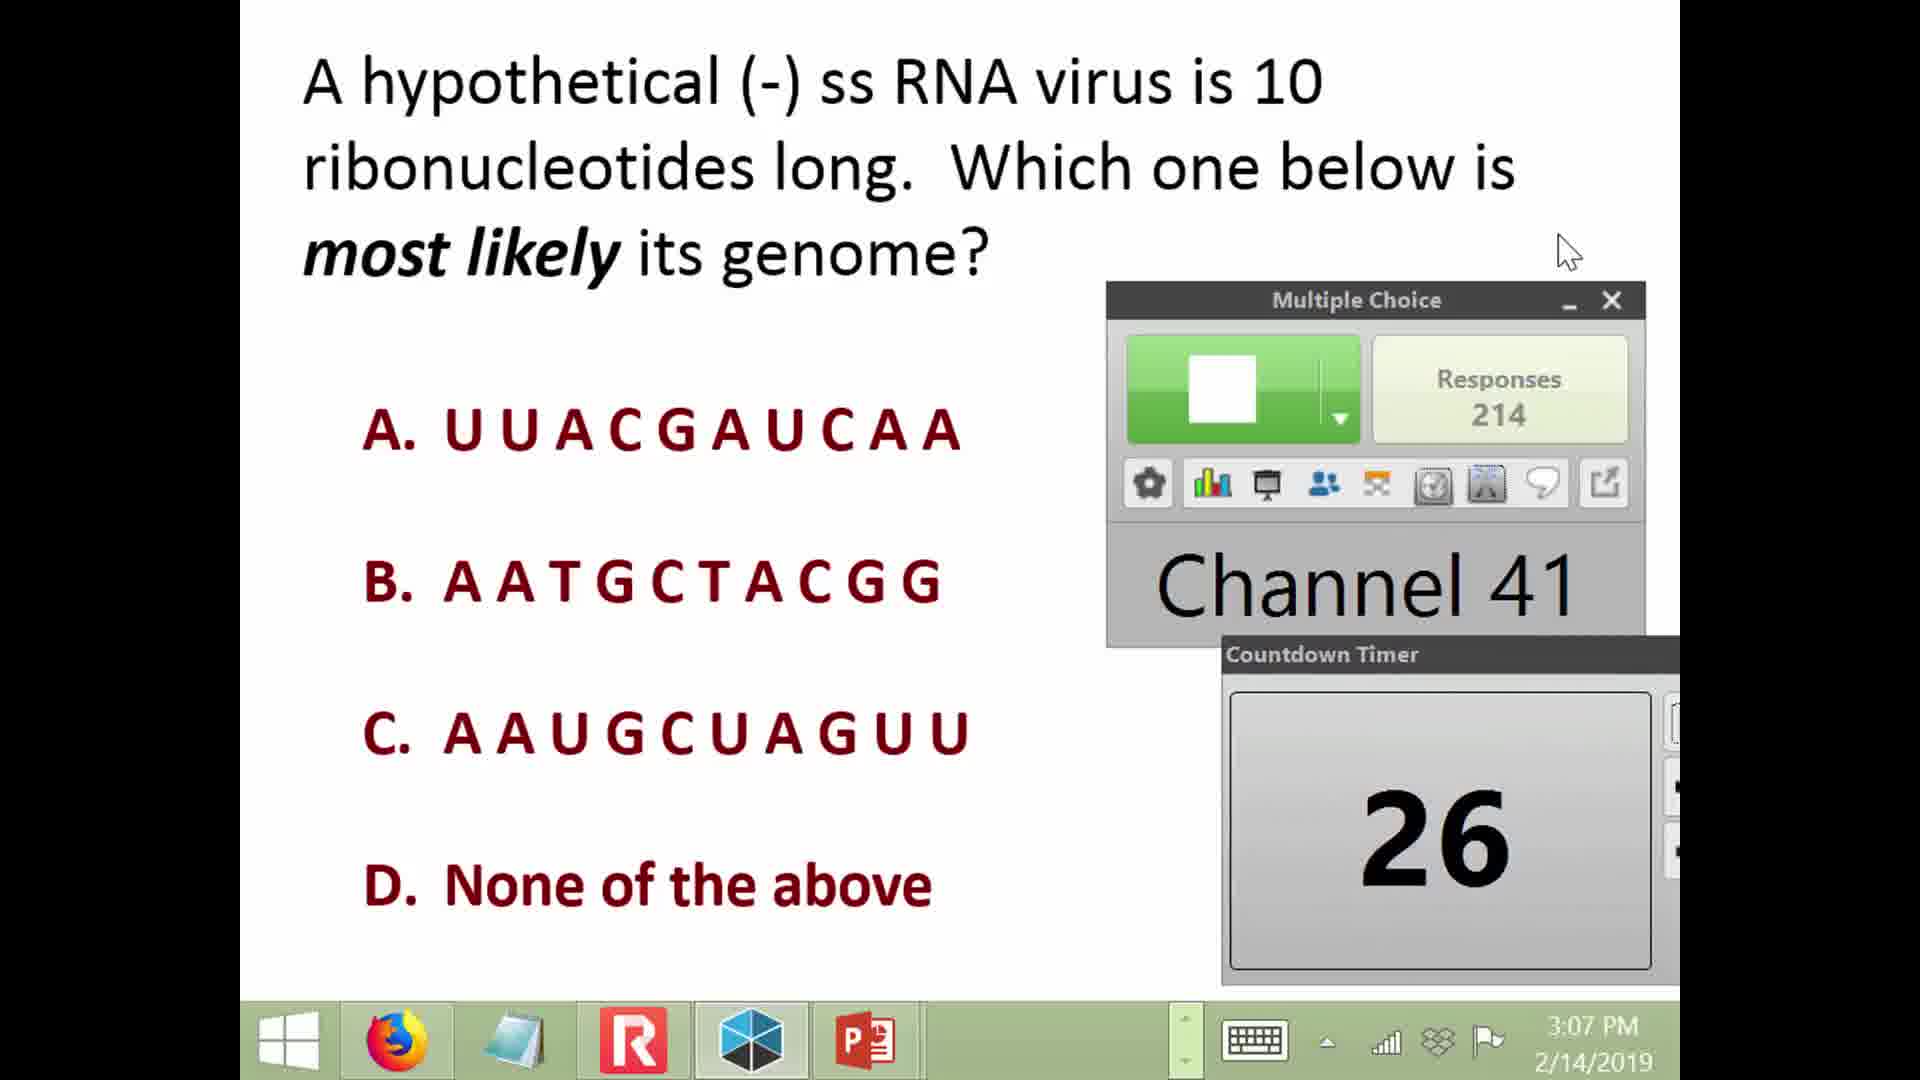 A hypothetical (-) ss RNA virus is 10
ribonucleotides long. Which one below is
most likely its genome?
Multiple Choice
Responses
214
A. U U A C G A U C A A
B. A A T G C T A C G G
Channel 41
Countdown Timer
C. A A U G C U A G U U
26
D. None of the above
3:07 PM
2/14/2019